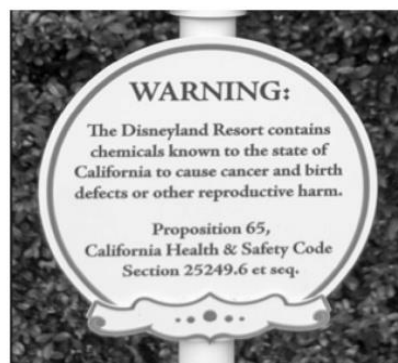 WARNING:
The Disneyland Resort contains
chemicals known to the state of
California to cause cancer and birth
defects or other reproductive harm.
Proposition 65,
California Health & Safety Code
Section 25249.6 et seq.